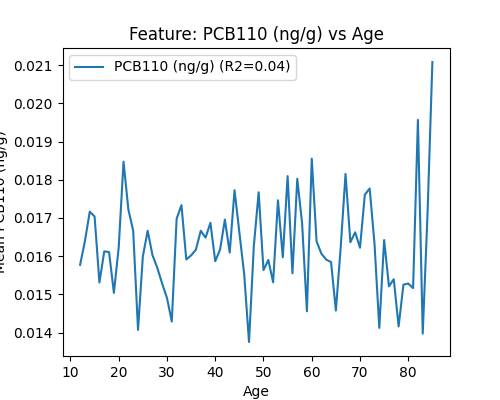 Feature: PCB110 (ng/g) vs Age
PCB110 (ng/g) (R2=0.04)
Mean PCB110 (ng/g)
0.021
0.020
0.019
0.018
0.017
0.016
0.015
0.014
10 20 30 40 50 60 70 80
Age